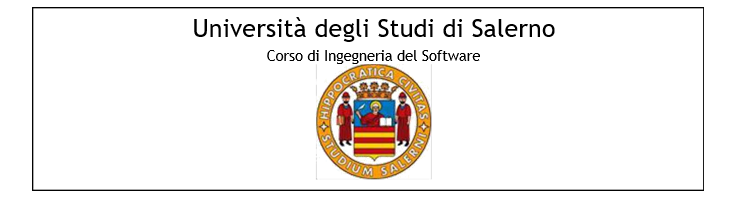 Università degli Studi di Salerno
Corso di Ingegneria del Software
HIPPOCRATICA CIVITAS
STUDIUM SALERNI